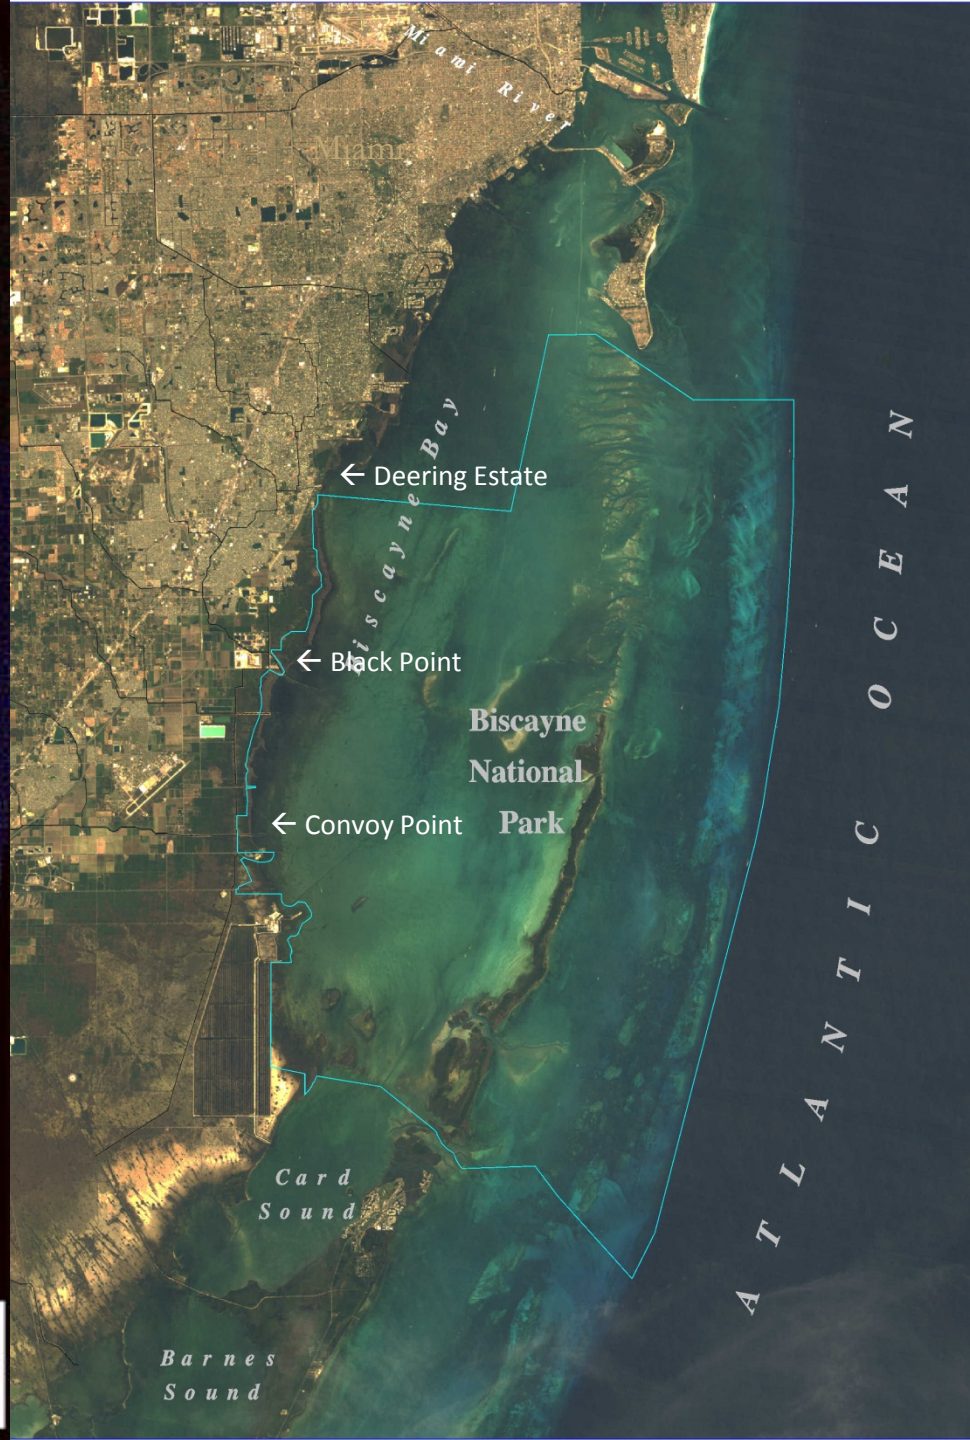 Miami River
Miami
← Deering Estate
Biscayne Bay
← Black Point
Biscayne
National
Park
← Convoy Point
ATLANTIC OCEAN
Card
Sound
Barnes
Sound